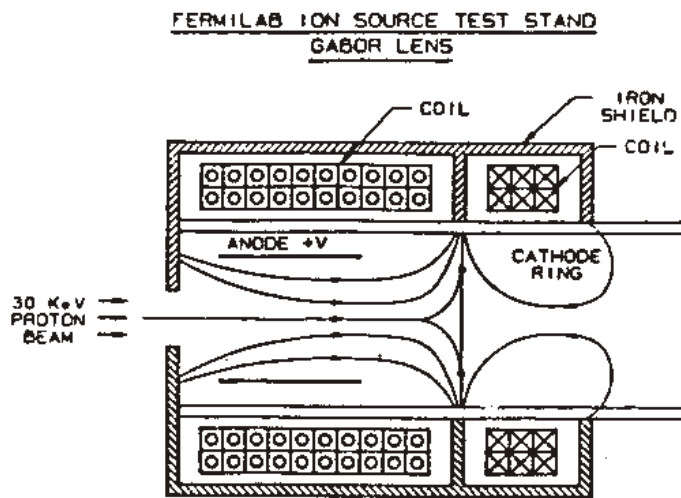 FERMILAB ION SOURCE TEST STAND
GABOR LENS
COIL
IRON
SHIELD
COIL
ANODE +V
CATHODE
RING
30 KeV
PROTON
BEAM